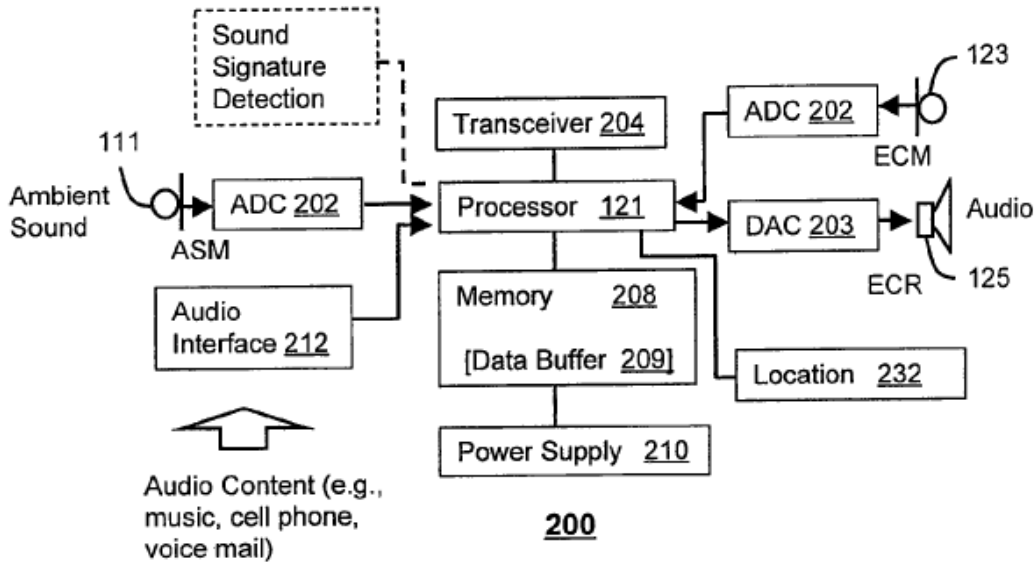 Sound
Signature
Detection
123
Transceiver 204
ADC 202
ECM
111
Ambient
Sound
ADC 202
ASM
Processor 121
DAC 203
Audio
ECR
125
Audio
Interface 212
Memory 208
[Data Buffer 209]
Location 232
Power Supply 210
Audio Content (e.g.,
music, cell phone,
voice mail)
200